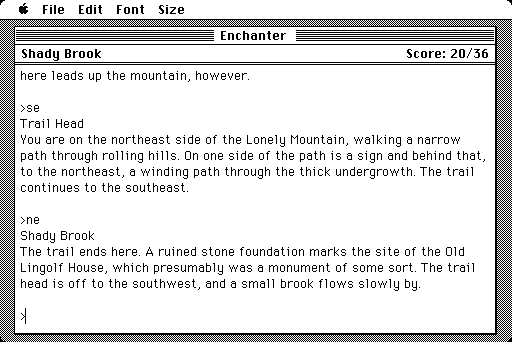 File Edit Font Size
Enchanter
Shady Brook Score: 20/36
here leads up the mountain, however.
>se
Trail Head
You are on the northeast side of the Lonely Mountain, walking a narrow
path through rolling hills. On one side of the path is a sign and behind that,
to the northeast, a winding path through the thick undergrowth. The trail
continues to the southeast.
>ne
Shady Brook
The trail ends here. A ruined stone foundation marks the site of the Old
Lingolf House, which presumably was a monument of some sort. The trail
head is off to the southwest, and a small brook flows slowly by.
>